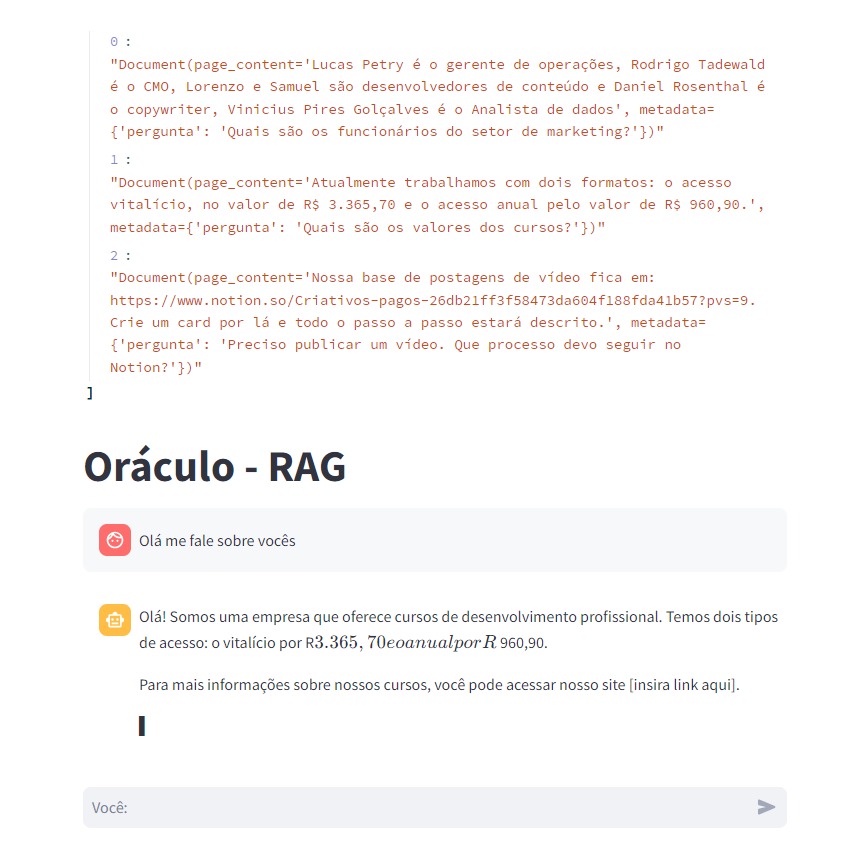 0 :
"Document(page_content='Lucas Petry é o gerente de operações, Rodrigo Tadewald
é o CMO, Lorenzo e Samuel são desenvolvedores de conteúdo e Daniel Rosenthal é
o copywriter, Vinicius Pires Golçalves é o Analista de dados', metadata=
{'pergunta': 'Quais são os funcionários do setor de marketing?'})"
1 :
"Document(page_content='Atualmente trabalhamos com dois formatos: o acesso
vitalício, no valor de R$ 3.365,70 e o acesso anual pelo valor de R$ 960,90.',
metadata={'pergunta': 'Quais são os valores dos cursos?'})"
2 :
"Document(page_content='Nossa base de postagens de vídeo fica em:
https://www.notion.so/Criativos-pagos-26db21ff3f58473da604f188fda41b57?pvs=9.
Crie um card por lá e todo o passo a passo estará descrito.', metadata=
{'pergunta': 'Preciso publicar um vídeo. Que processo devo seguir no
Notion?'})"
]
Oráculo - RAG
Olá me fale sobre vocês
Olá! Somos uma empresa que oferece cursos de desenvolvimento profissional. Temos dois tipos
de acesso: o vitalício por R3.365,70eoanualporR 960,90.
Para mais informações sobre nossos cursos, você pode acessar nosso site [insira link aqui].
Você: